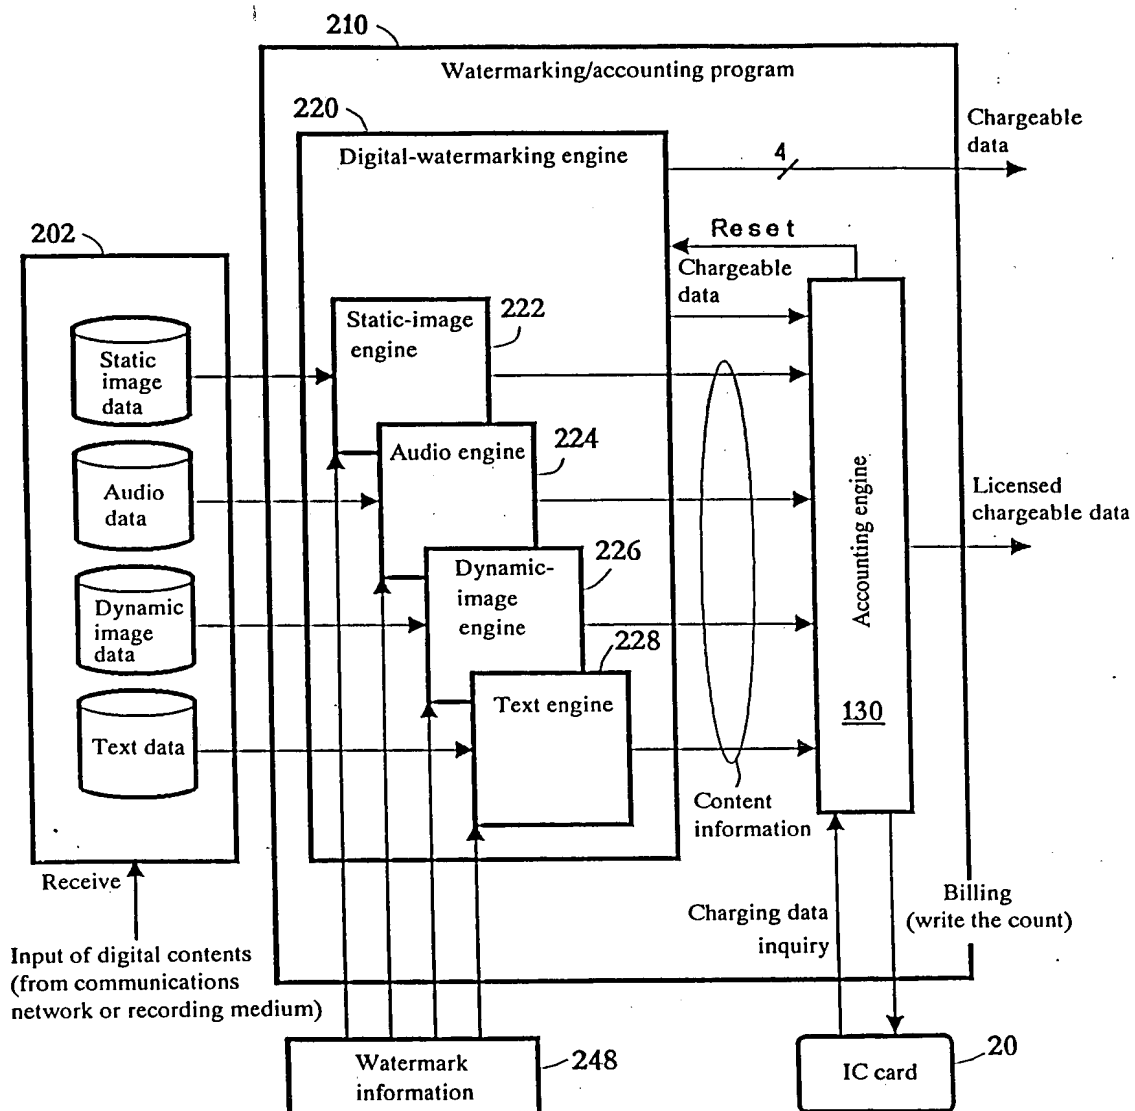 210
Watermarking/accounting program
220
Digital-watermarking engine
4
Chargeable
data
202
Reset
Chargeable
data
Static-image
engine
222
Static
image
data
Audio engine
224
Audio
data
Accounting engine
130
Licensed
chargeable data
Dynamic-
image
engine
226
Dynamic
image
data
228
Text engine
Text data
Content
information
Receive
Input of digital contents
(from communications
network or recording medium)
Charging data
inquiry
Billing
(write the count)
Watermark
information
248
IC card
20